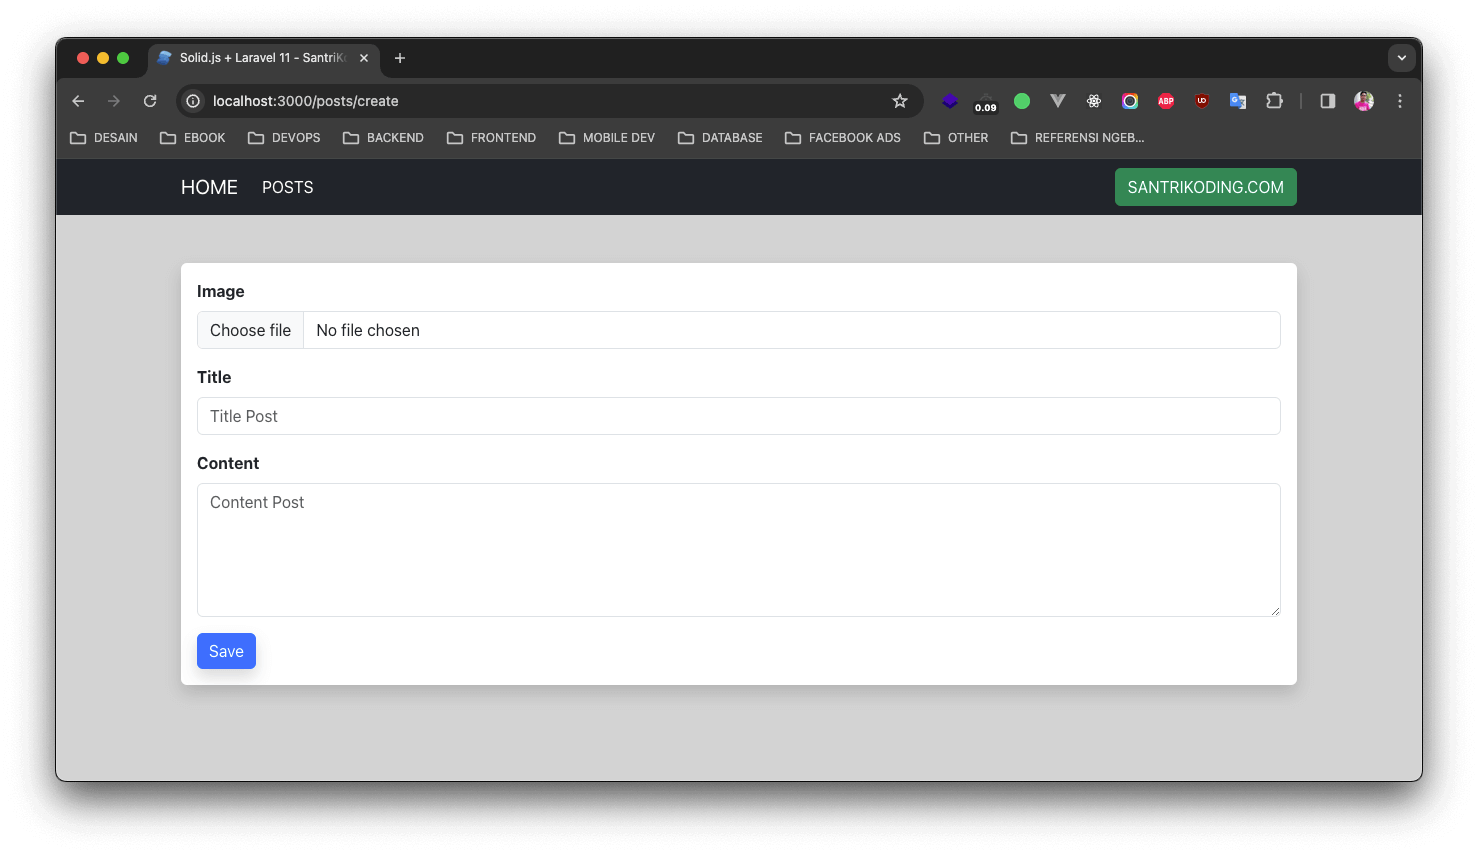 Solid.js + Laravel 11 - SantriK
localhost:3000/posts/create
0.09
ABP
DESAIN EBOOK DEVOPS BACKEND FRONTEND MOBILE DEV DATABASE FACEBOOK ADS OTHER REFERENSI NGEB...
HOME POSTS SANTRIKODING.COM
Image
Choose file No file chosen
Title
Title Post
Content
Content Post
Save